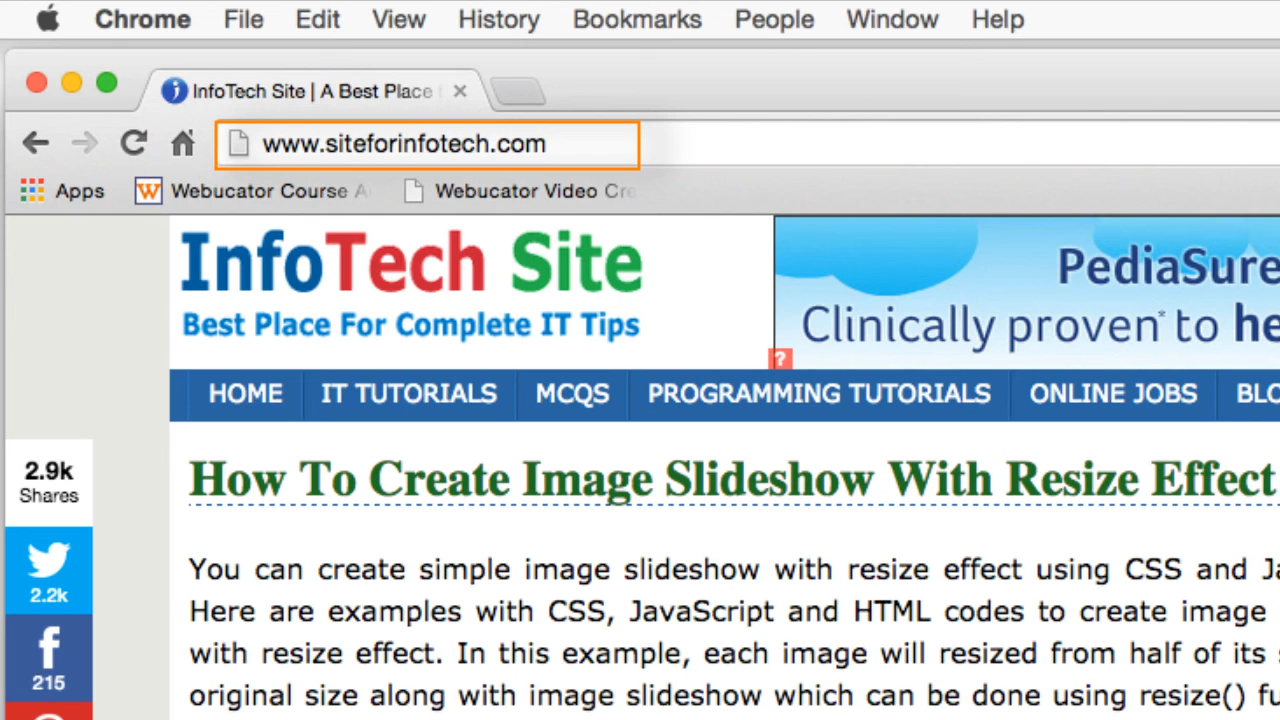 Chrome File Edit View History Bookmarks People Window Help
InfoTech Site | A Best Place
www.siteforinfotech.com
Apps Webucator Course Webucator Video
InfoTech Site
Best Place For Complete IT Tips
PediaSure
Clinically proven* to
?
HOME IT TUTORIALS MCQS PROGRAMMING TUTORIALS ONLINE JOBS
2.9k
Shares
How To Create Image Slideshow With Resize Effect
You can create simple image slideshow with resize effect using CSS and
2.2k
Here are examples with CSS, JavaScript and HTML codes to create image
with resize effect. In this example, each image will resized from half of its
215
original size along with image slideshow which can be done using resize()